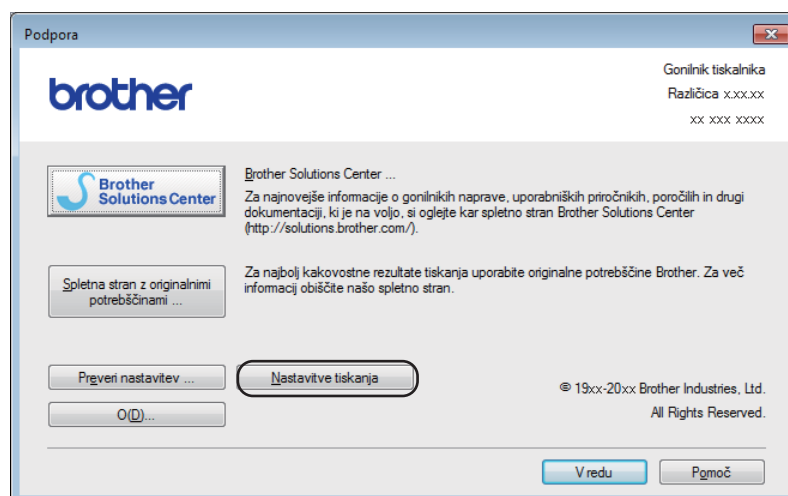 Podpora
brother
Gonilnik tiskalnika
Različica x.xx.xx
xx xxx xxxx
Brother
Solutions Center
Brother Solutions Center ...
Za najnovejše informacije o gonilnikih naprave, uporabniških priročnikih, poročilih in drugi
dokumentaciji, ki je na voljo, si oglejte kar spletno stran Brother Solutions Center
(http://solutions.brother.com/).
Spletna stran z originalnimi
potrebščinami ...
Za najbolj kakovostne rezultate tiskanja uporabite originalne potrebščine Brother. Za več
informacij obiščite našo spletno stran.
Preveri nastavitev ...
Nastavitve tiskanja
O(D)...
© 19xx-20xx Brother Industries, Ltd.
All Rights Reserved.
V redu
Pomoč